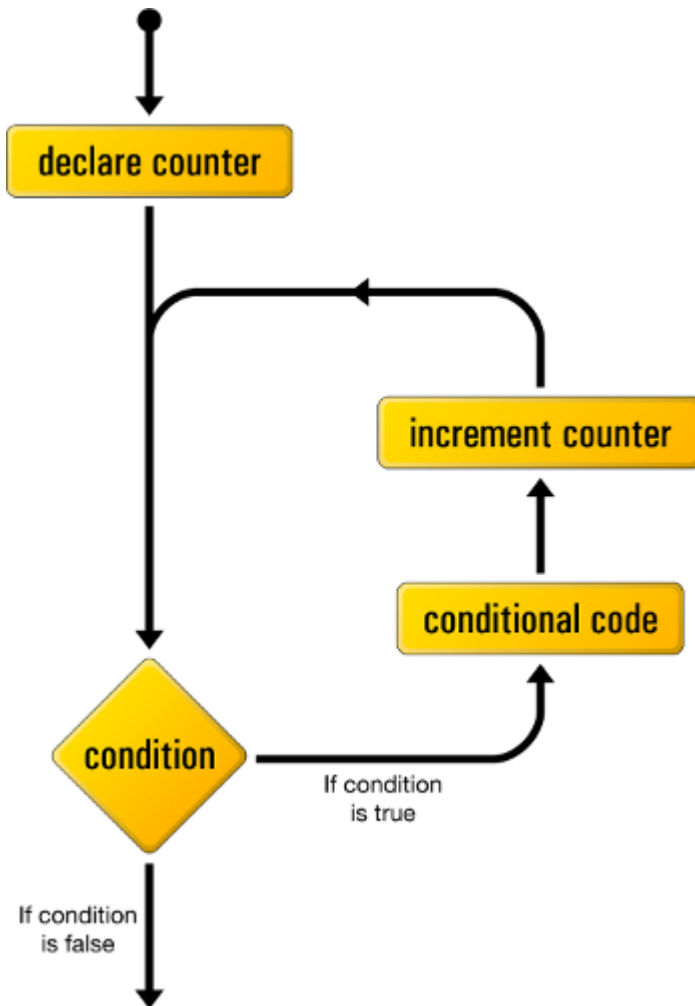 declare counter
increment counter
conditional code
condition
If condition
is true
If condition
is false